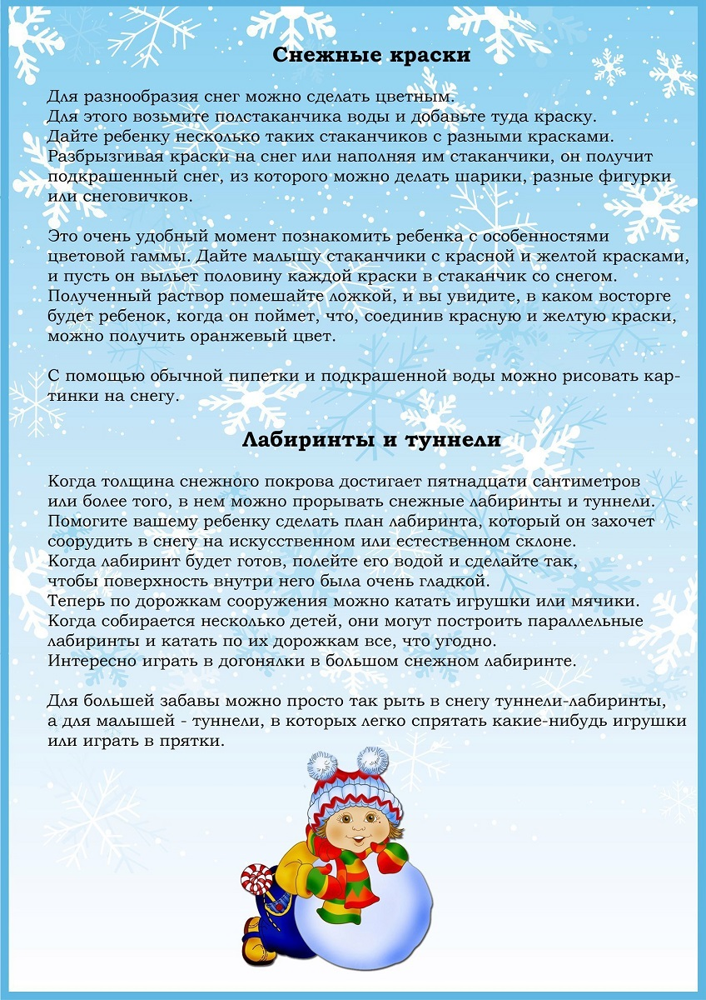 Снежные краски
Для разнообразия снег можно сделать цветным.
Для этого возьмите полстаканчика воды и добавьте туда краску.
Дайте ребенку несколько таких стаканчиков с разными красками.
Разбрызгивая краски на снег или наполняя им стаканчики, он получит
подкрашенный снег, из которого можно делать шарики, разные фигурки
или снеговичков.
Это очень удобный момент познакомить ребенка с особенностями
цветовой гаммы. Дайте малышу стаканчики с красной и желтой красками,
и пусть он выльет половину каждой краски в стаканчик со снегом.
Полученный раствор помешайте ложкой, и вы увидите, в каком восторге
будет ребенок, когда он поймет, что, соединив красную и желтую краски,
можно получить оранжевый цвет.
С помощью обычной пипетки и подкрашенной воды можно рисовать кар-
тинки на снегу.
Лабиринты и туннели
Когда толщина снежного покрова достигает пятнадцати сантиметров
или более того, в нем можно прорывать снежные лабиринты и туннели.
Помогите вашему ребенку сделать план лабиринта, который он захочет
соорудить в снегу на искусственном или естественном склоне.
Когда лабиринт будет готов, полейте его водой и сделайте так,
чтобы поверхность внутри него была очень гладкой.
Теперь по дорожкам сооружения можно катать игрушки или мячики.
Когда собирается несколько детей, они могут построить параллельные
лабиринты и катать по их дорожкам все, что угодно.
Интересно играть в догонялки в большом снежном лабиринте.
Для большей забавы можно просто так рыть в снегу туннели-лабиринты,
а для малышей - туннели, в которых легко спрятать какие-нибудь игрушки
или играть в прятки.